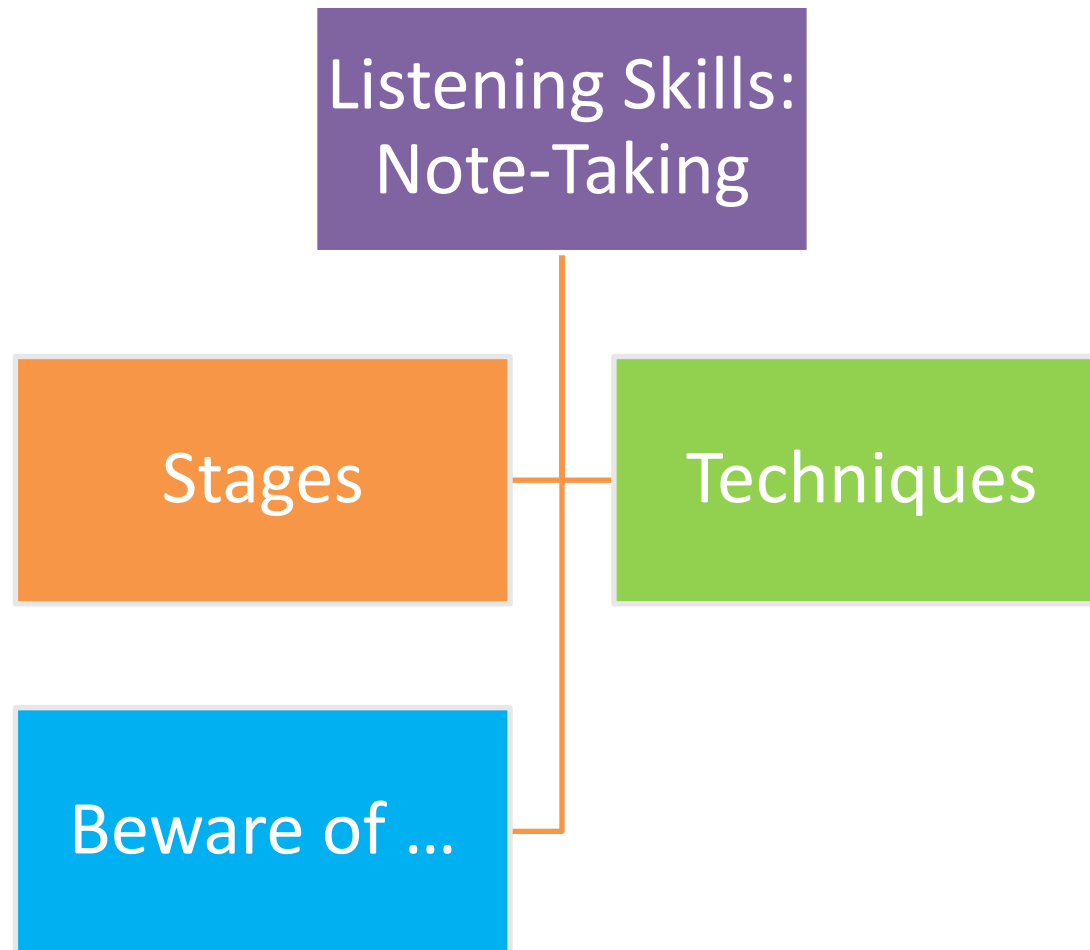 Listening Skills:
Note-Taking
Stages
Techniques
Beware of ...